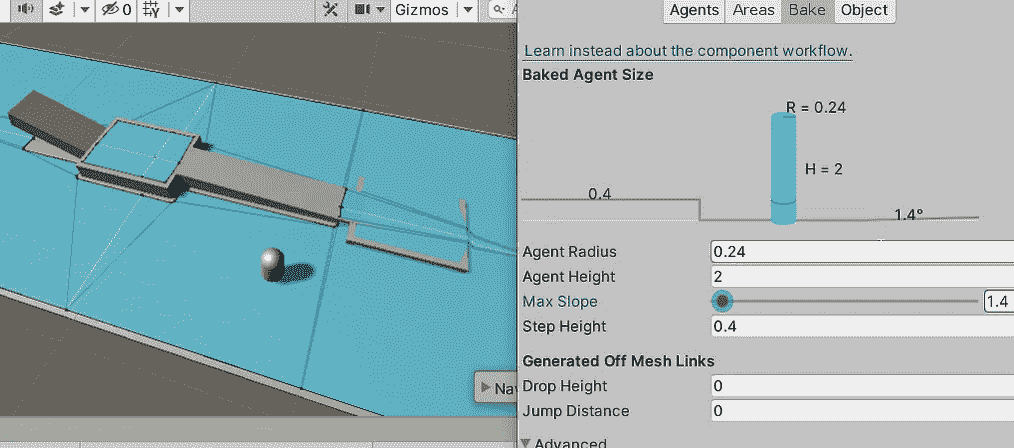 0
Gizmos
Agents Areas Bake Object
Learn instead about the component workflow.
Baked Agent Size
R = 0.24
H = 2
0.4
1.4°
Agent Radius 0.24
Agent Height 2
Max Slope 1.4
Step Height 0.4
Generated Off Mesh Links
Drop Height 0
Jump Distance 0
Advanced